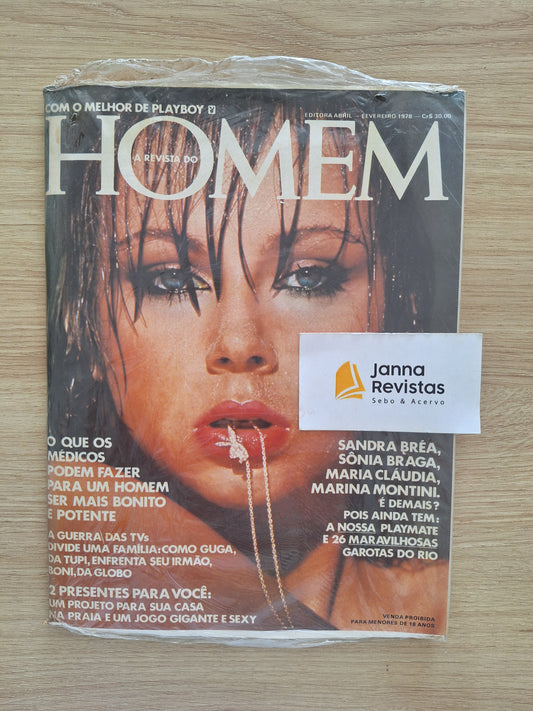 COM O MELHOR DE PLAYBOY
EDITORA ABRIL — FEVEREIRO 1978 — Cr$ 30,00
A REVISTA DO
HOMEM
Janna
Revistas
Sebo & Acervo
O QUE OS
MÉDICOS
PODEM FAZER
PARA UM HOMEM
SER MAIS BONITO
E POTENTE
A GUERRA DAS TVs
DIVIDE UMA FAMÍLIA: COMO GUGA,
DA TUPI, ENFRENTA SEU IRMÃO,
BONI, DA GLOBO
2 PRESENTES PARA VOCÊ:
UM PROJETO PARA SUA CASA
NA PRAIA E UM JOGO GIGANTE E SEXY
SANDRA BRÉA,
SÔNIA BRAGA,
MARIA CLÁUDIA,
MARINA MONTINI.
É DEMAIS?
POIS AINDA TEM:
A NOSSA PLAYMATE
E 26 MARAVILHOSAS
GAROTAS DO RIO
VENDA PROIBIDA
PARA MENORES DE 18 ANOS